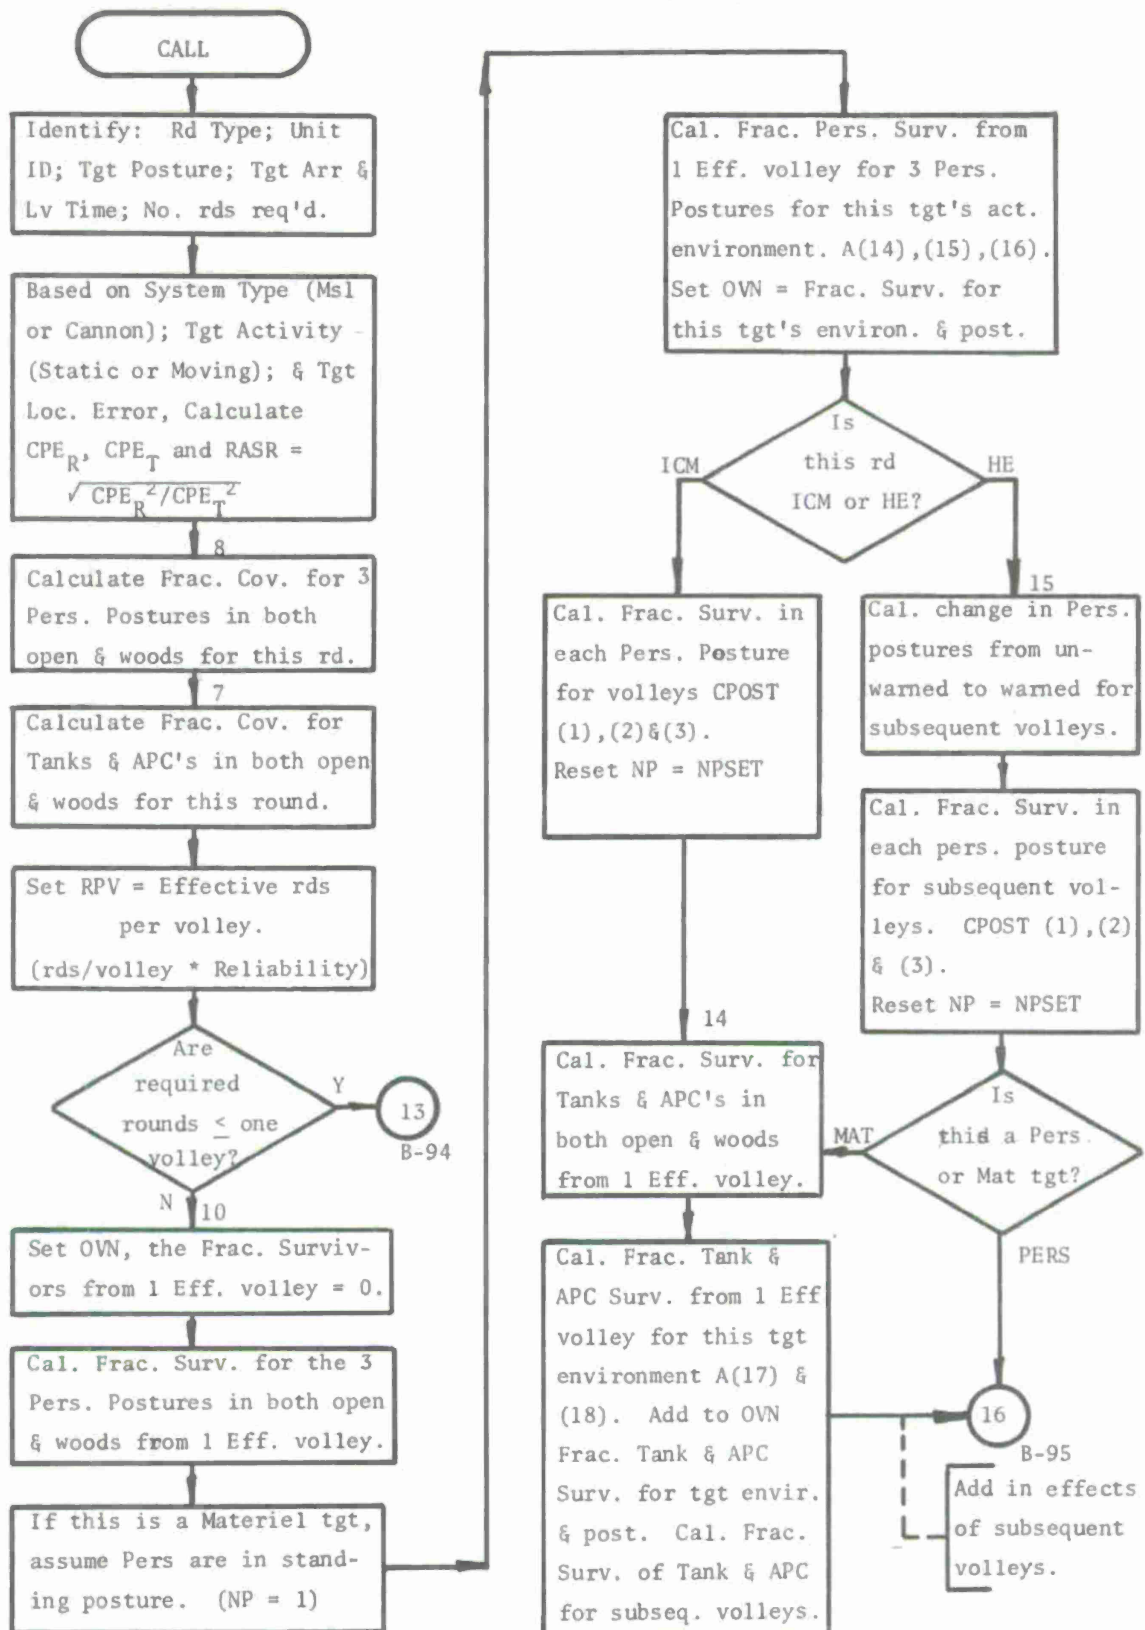 CALL
Identify: Rd Type; Unit
ID; Tgt Posture; Tgt Arr &
Lv Time; No. rds req'd.
Based on System Type (Msl
or Cannon); Tgt Activity
(Static or Moving); & Tgt
Loc. Error, Calculate
CPE_R, CPE_T and RASR =
√CPE_R²/CPE_T²
8
Calculate Frac. Cov. for 3
Pers. Postures in both
open & woods for this rd.
7
Calculate Frac. Cov. for
Tanks & APC's in both open
& woods for this round.
Set RPV = Effective rds
per volley.
(rds/volley * Reliability)
Are
required
rounds ≤ one
volley?
Y
13
B-94
N
10
Set OVN, the Frac. Surviv-
ors from 1 Eff. volley = 0.
Cal. Frac. Surv. for the 3
Pers. Postures in both open
& woods from 1 Eff. volley.
If this is a Materiel tgt,
assume Pers are in stand-
ing posture. (NP = 1)
Cal. Frac. Pers. Surv. from
1 Eff. volley for 3 Pers.
Postures for this tgt's act.
environment. A(14),(15),(16).
Set OVN = Frac. Surv. for
this tgt's environ. & post.
Is
this rd
ICM or HE?
ICM
HE
Cal. Frac. Surv. in
each Pers. Posture
for volleys CPOST
(1),(2)&(3).
Reset NP = NPSET
15
Cal. change in Pers.
postures from un-
warned to warned for
subsequent volleys.
Cal. Frac. Surv. in
each pers. posture
for subsequent vol-
leys. CPOST (1),(2)
& (3).
Reset NP = NPSET
Is
this a Pers.
or Mat tgt?
MAT
PERS
14
Cal. Frac. Surv. for
Tanks & APC's in
both open & woods
from 1 Eff. volley.
Cal. Frac. Tank &
APC Surv. from 1 Eff
volley for this tgt
environment A(17) &
(18). Add to OVN
Frac. Tank & APC
Surv. for tgt envir.
& post. Cal. Frac.
Surv. of Tank & APC
for subseq. volleys.
16
B-95
Add in effects
of subsequent
volleys.